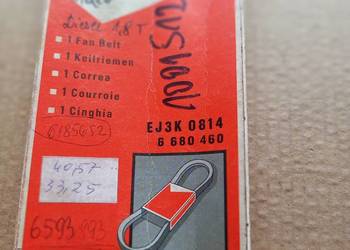 Diesel 1,8 T
1 Fan Belt
1 Keilriemen
1 Correa
1 Courroie
1 Cinghia
6185652
EJ3K 0814
6 680 460
40,57
33,25
6593 893